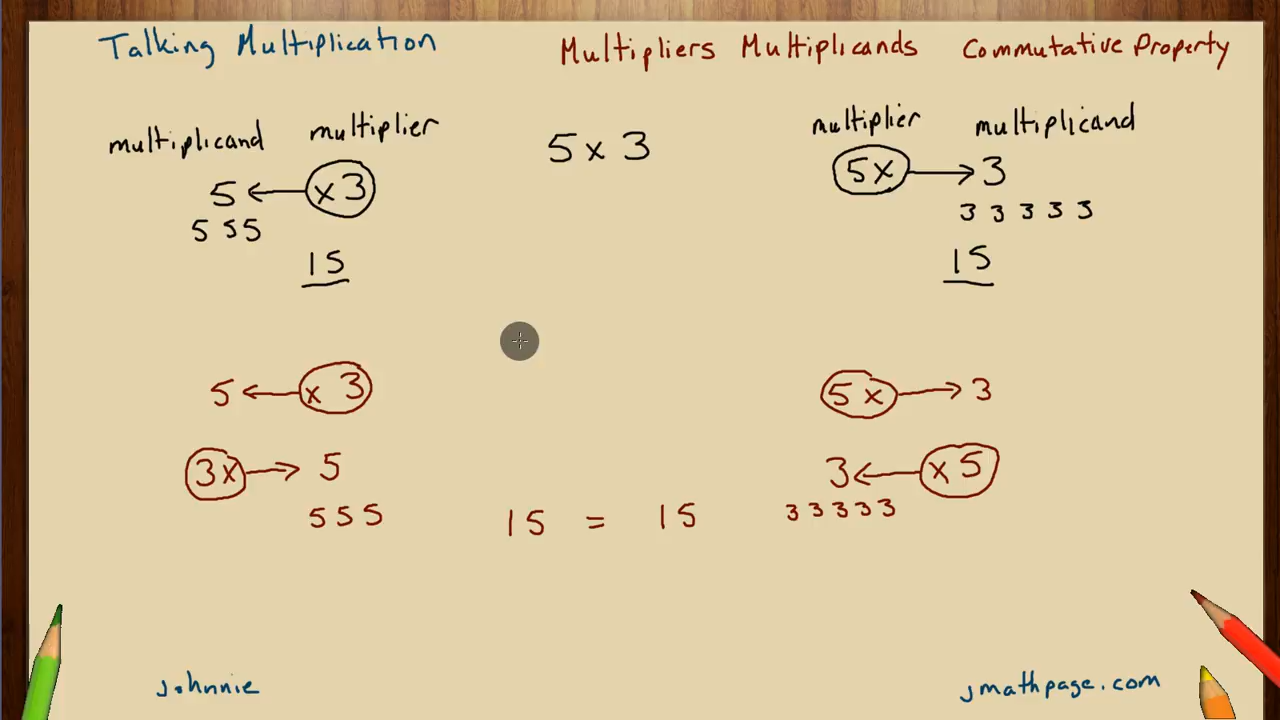 Talking Multiplication Multipliers Multiplicands Commutative Property
multiplicand multiplier
5 ← x 3
5 5 5
15
5 x 3
multiplier multiplicand
5x → 3
3 3 3 3 3
15
5 ← x 3
3x → 5
5 5 5
15 = 15
5x → 3
3 ← x 5
3 3 3 3 3
johnnie
jmathpage.com